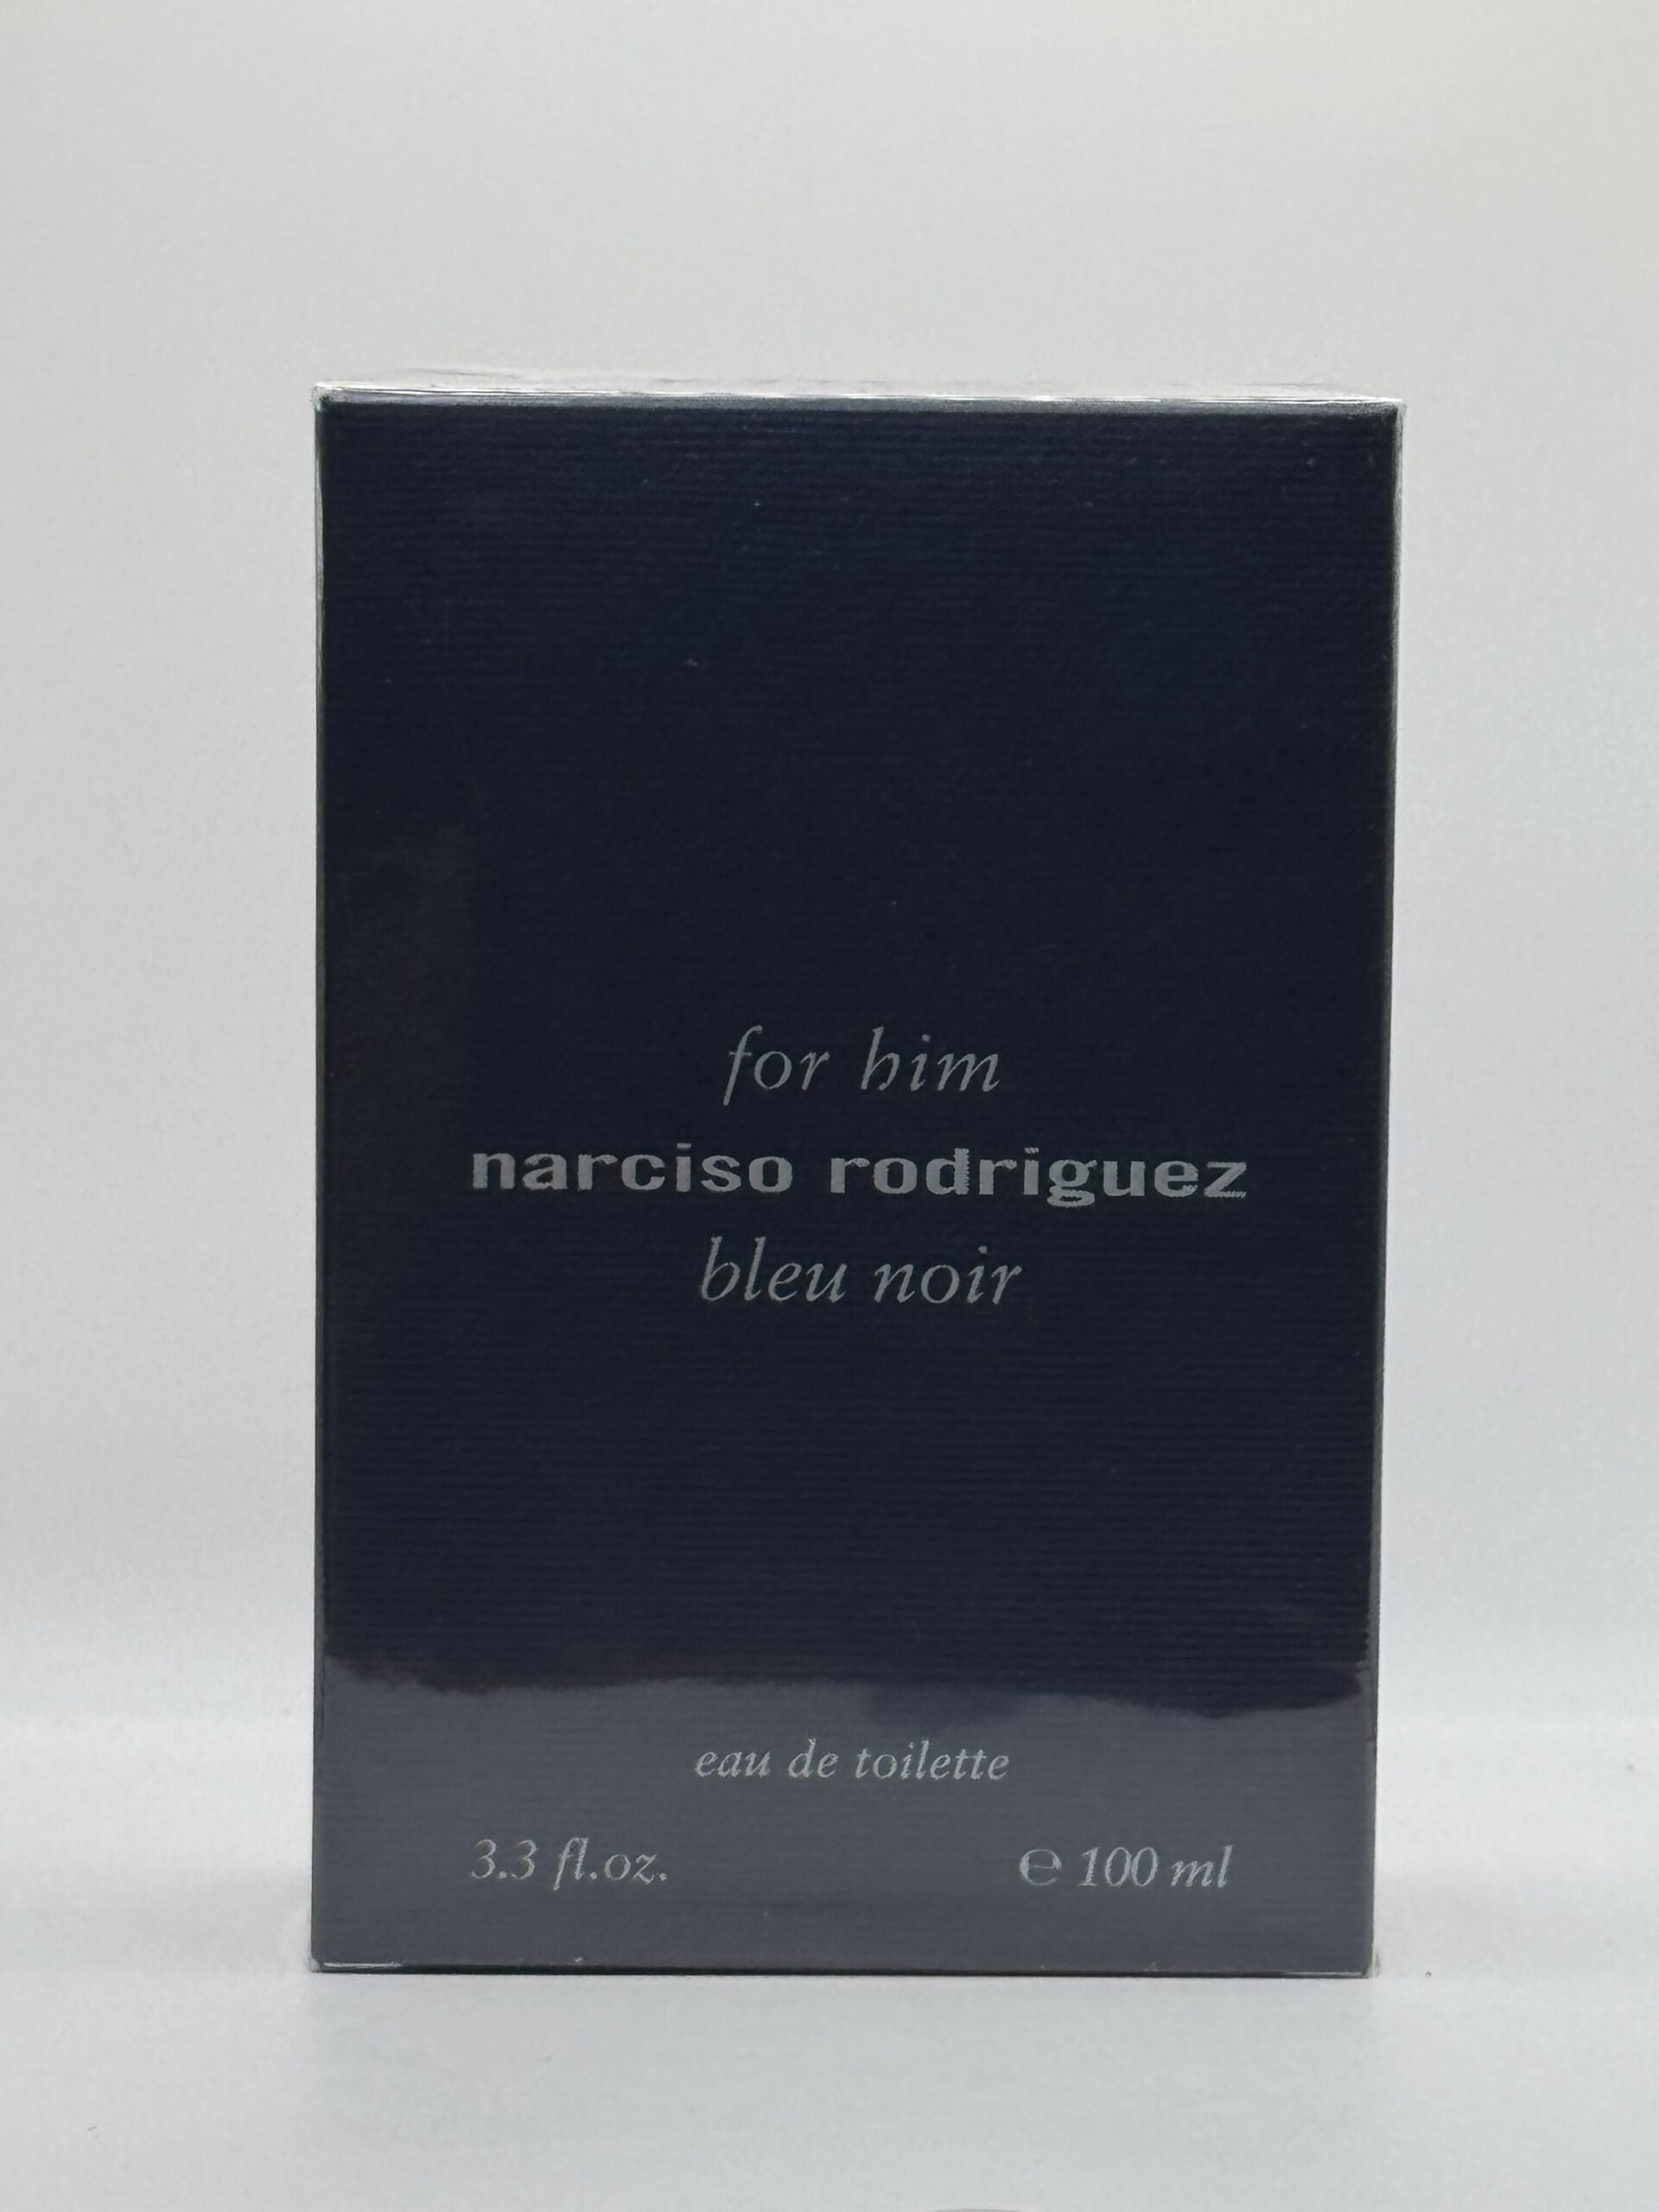 for him
narciso rodriguez
bleu noir
eau de toilette
3.3 fl.oz. ℮ 100 ml